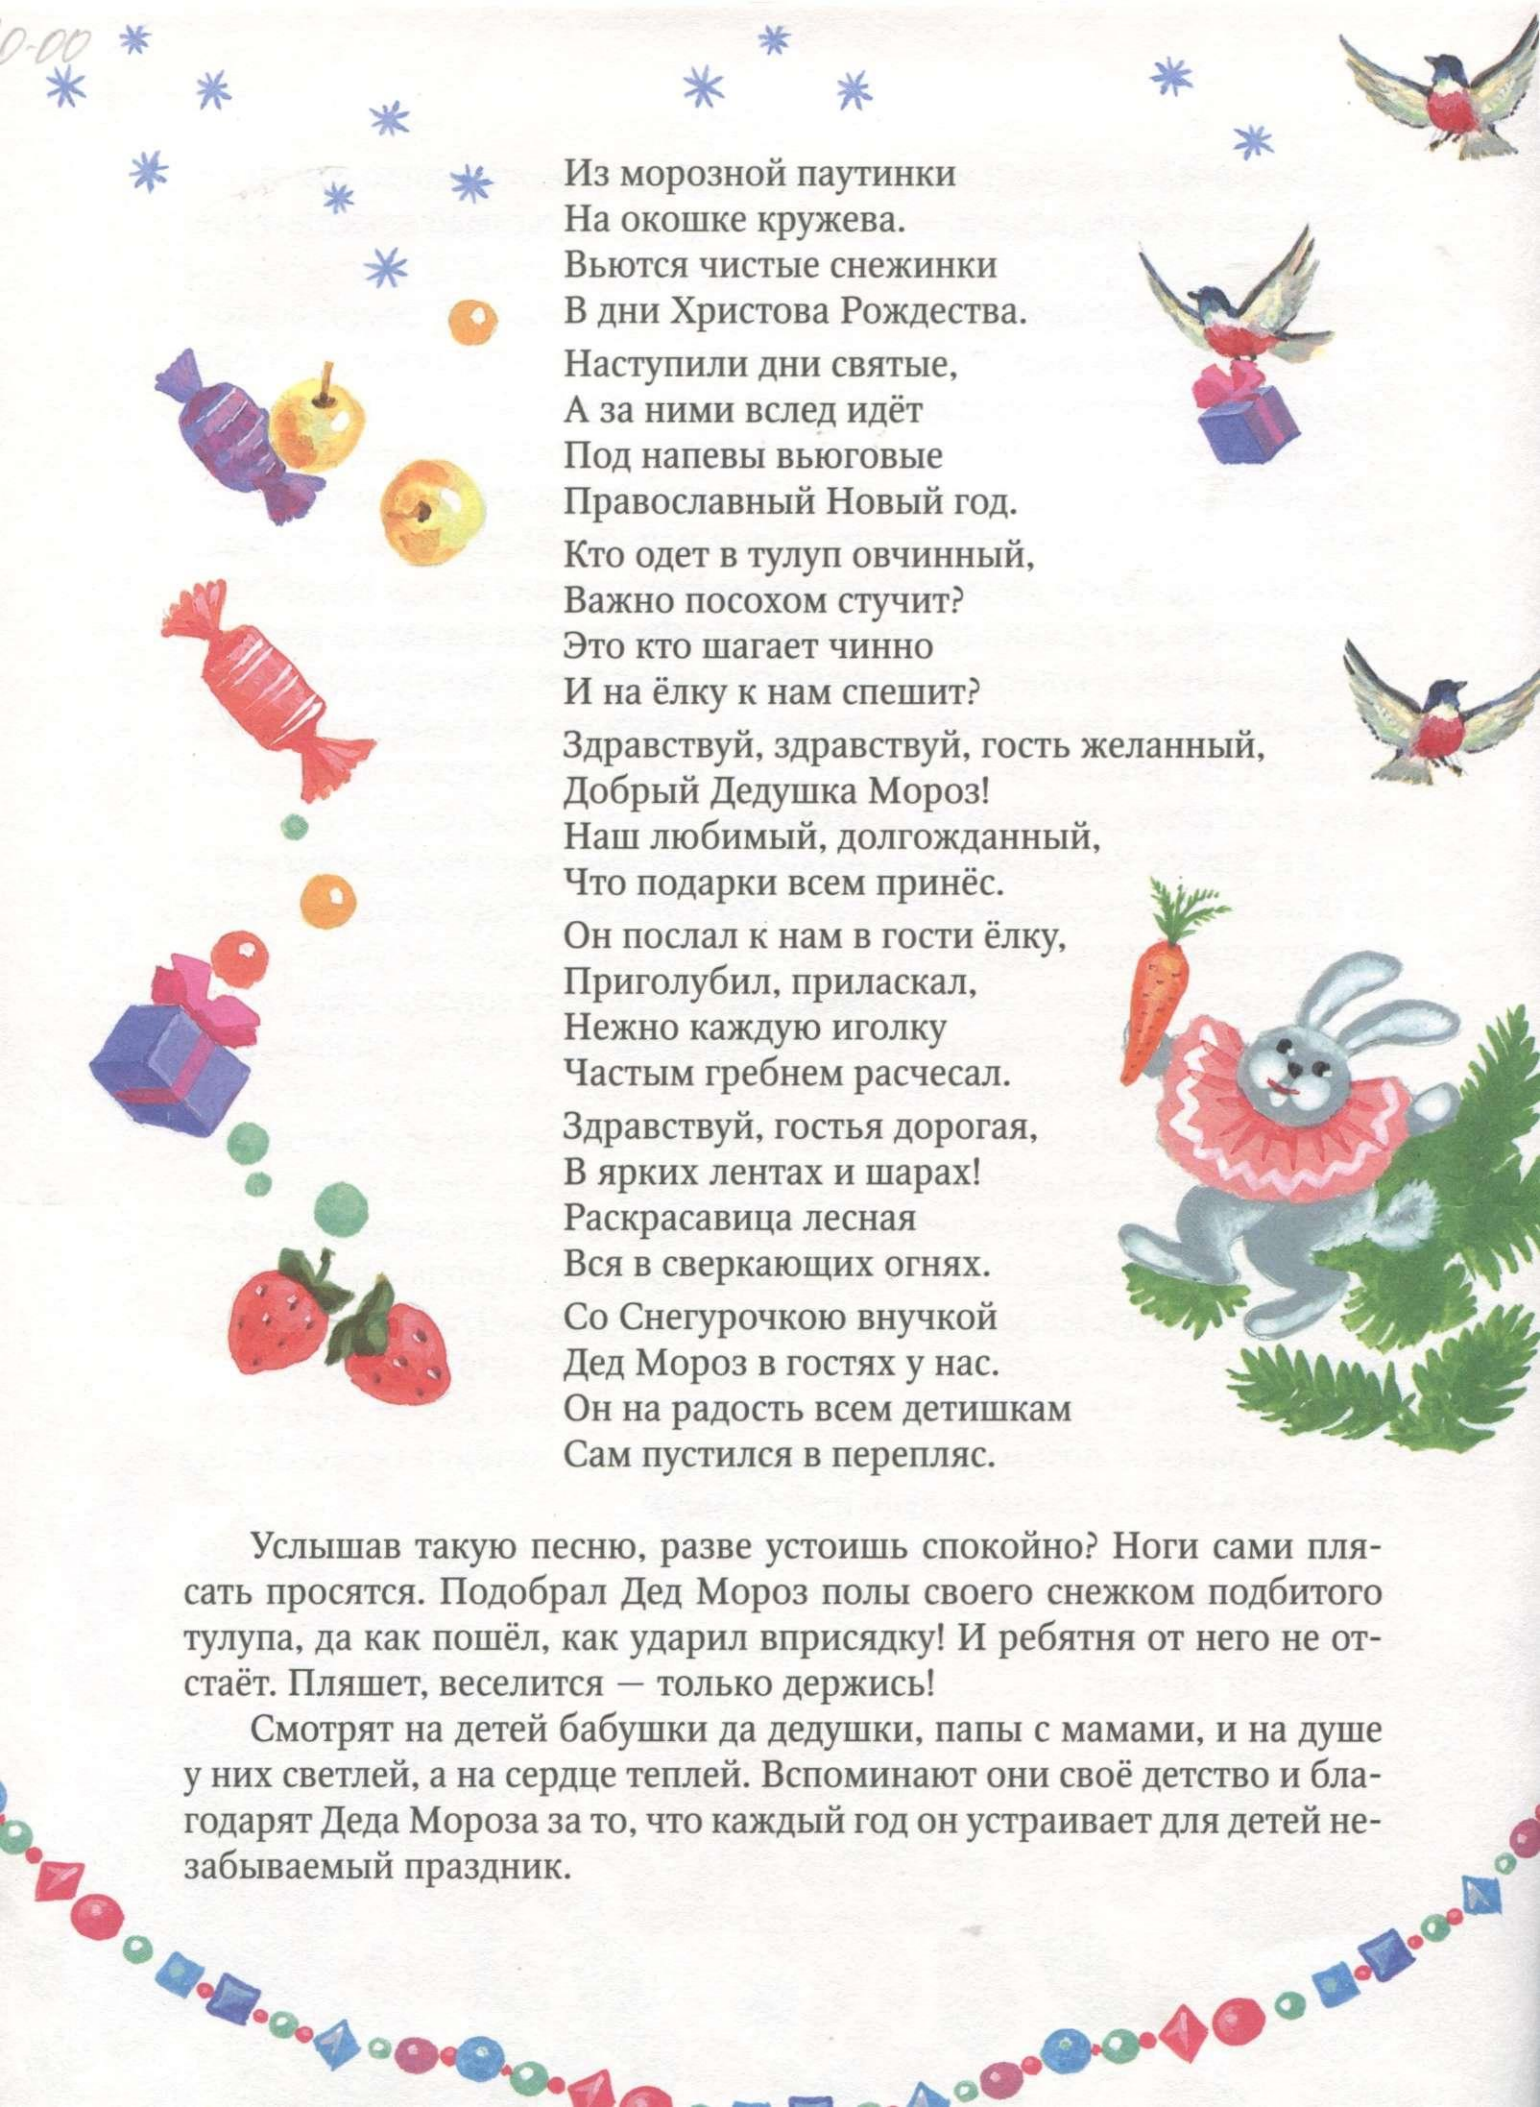 0-00
Из морозной паутинки
На окошке кружева.
Вьются чистые снежинки
В дни Христова Рождества.
Наступили дни святые,
А за ними вслед идёт
Под напевы вьюговые
Православный Новый год.
Кто одет в тулуп овчинный,
Важно посохом стучит?
Это кто шагает чинно
И на ёлку к нам спешит?
Здравствуй, здравствуй, гость желанный,
Добрый Дедушка Мороз!
Наш любимый, долгожданный,
Что подарки всем принёс.
Он послал к нам в гости ёлку,
Приголубил, приласкал,
Нежно каждую иголку
Частым гребнем расчесал.
Здравствуй, гостья дорогая,
В ярких лентах и шарах!
Раскрасавица лесная
Вся в сверкающих огнях.
Со Снегурочкою внучкой
Дед Мороз в гостях у нас.
Он на радость всем детишкам
Сам пустился в перепляс.
Услышав такую песню, разве устоишь спокойно? Ноги сами пля-
сать просятся. Подобрал Дед Мороз полы своего снежком подбитого
тулупа, да как пошёл, как ударил вприсядку! И ребятня от него не от-
стаёт. Пляшет, веселится — только держись!
Смотрят на детей бабушки да дедушки, папы с мамами, и на душе
у них светлей, а на сердце теплей. Вспоминают они своё детство и бла-
годарят Деда Мороза за то, что каждый год он устраивает для детей не-
забываемый праздник.